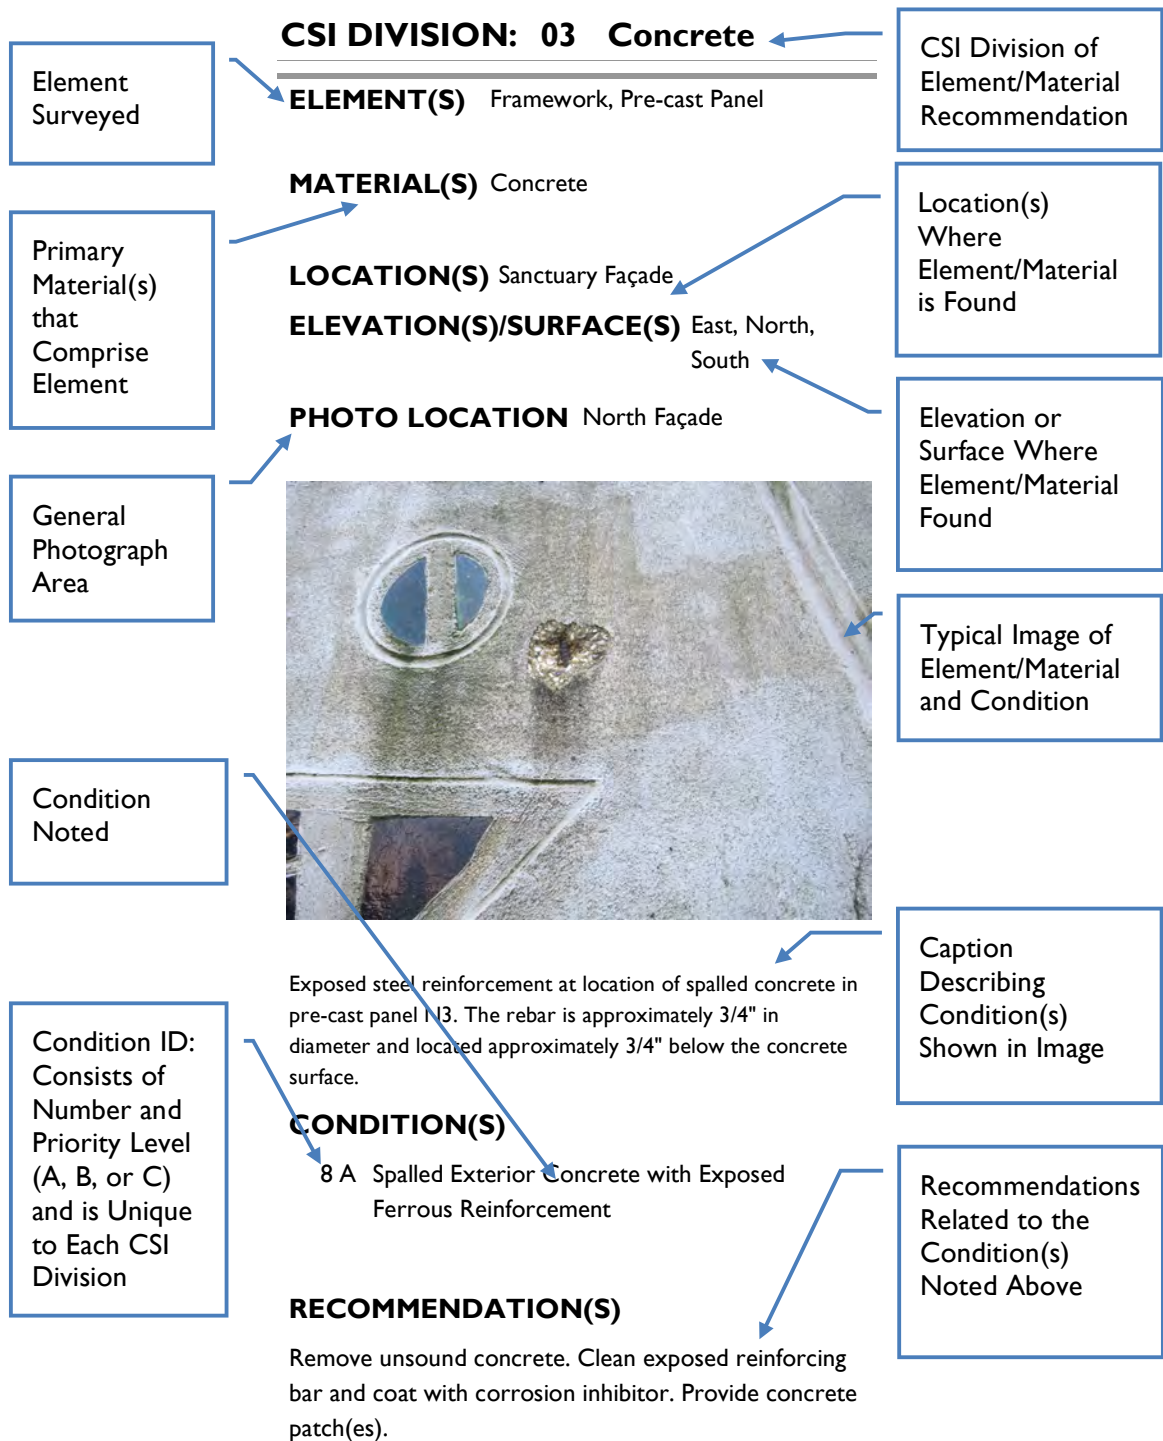 CSI DIVISION: 03 Concrete
CSI Division of
Element/Material
Recommendation
Element
Surveyed
ELEMENT(S) Framework, Pre-cast Panel
MATERIAL(S) Concrete
Location(s)
Where
Element/Material
is Found
Primary
Material(s)
that
Comprise
Element
LOCATION(S) Sanctuary Façade
ELEVATION(S)/SURFACE(S) East, North,
South
Elevation or
Surface Where
Element/Material
Found
PHOTO LOCATION North Façade
General
Photograph
Area
Typical Image of
Element/Material
and Condition
Condition
Noted
Caption
Describing
Condition(s)
Shown in Image
Exposed steel reinforcement at location of spalled concrete in
pre-cast panel N3. The rebar is approximately 3/4" in
diameter and located approximately 3/4" below the concrete
surface.
Condition ID:
Consists of
Number and
Priority Level
(A, B, or C)
and is Unique
to Each CSI
Division
CONDITION(S)
8 A Spalled Exterior Concrete with Exposed
Ferrous Reinforcement
Recommendations
Related to the
Condition(s)
Noted Above
RECOMMENDATION(S)
Remove unsound concrete. Clean exposed reinforcing
bar and coat with corrosion inhibitor. Provide concrete
patch(es).